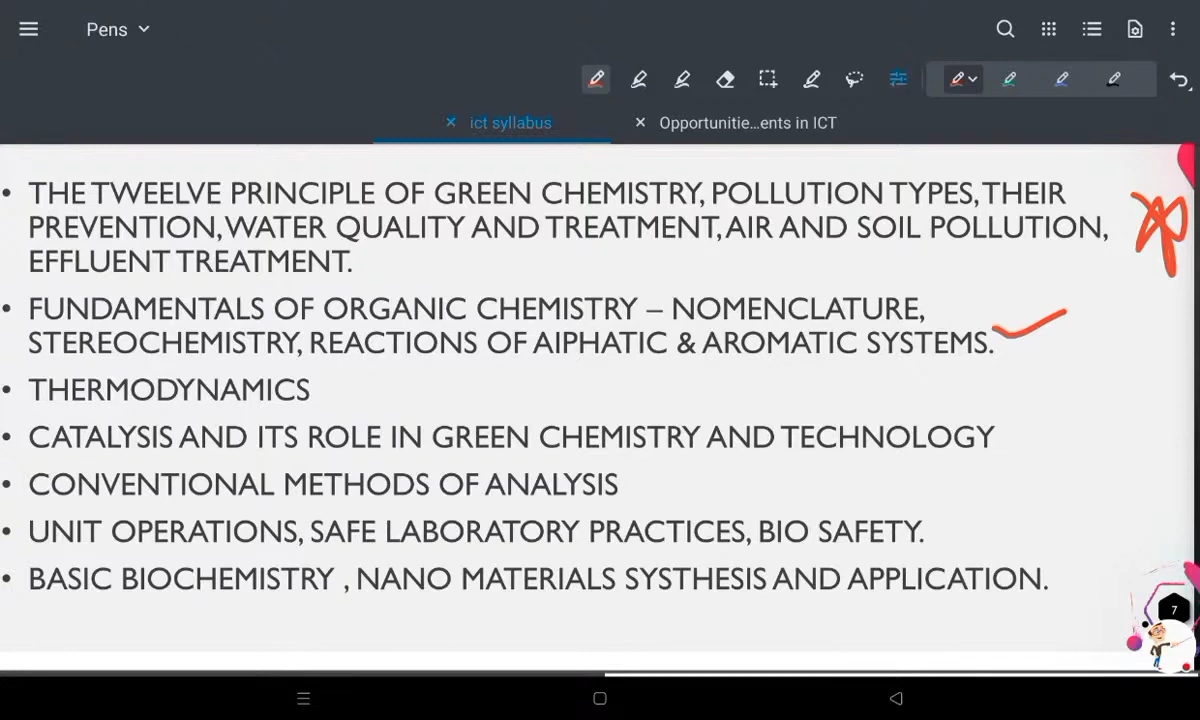 Pens
ict syllabus
Opportunitie...ents in ICT
• THE TWEELVE PRINCIPLE OF GREEN CHEMISTRY, POLLUTION TYPES, THEIR
PREVENTION, WATER QUALITY AND TREATMENT, AIR AND SOIL POLLUTION,
EFFLUENT TREATMENT.
• FUNDAMENTALS OF ORGANIC CHEMISTRY – NOMENCLATURE,
STEREOCHEMISTRY, REACTIONS OF AIPHATIC & AROMATIC SYSTEMS.
• THERMODYNAMICS
• CATALYSIS AND ITS ROLE IN GREEN CHEMISTRY AND TECHNOLOGY
• CONVENTIONAL METHODS OF ANALYSIS
• UNIT OPERATIONS, SAFE LABORATORY PRACTICES, BIO SAFETY.
• BASIC BIOCHEMISTRY , NANO MATERIALS SYSTHESIS AND APPLICATION.
7